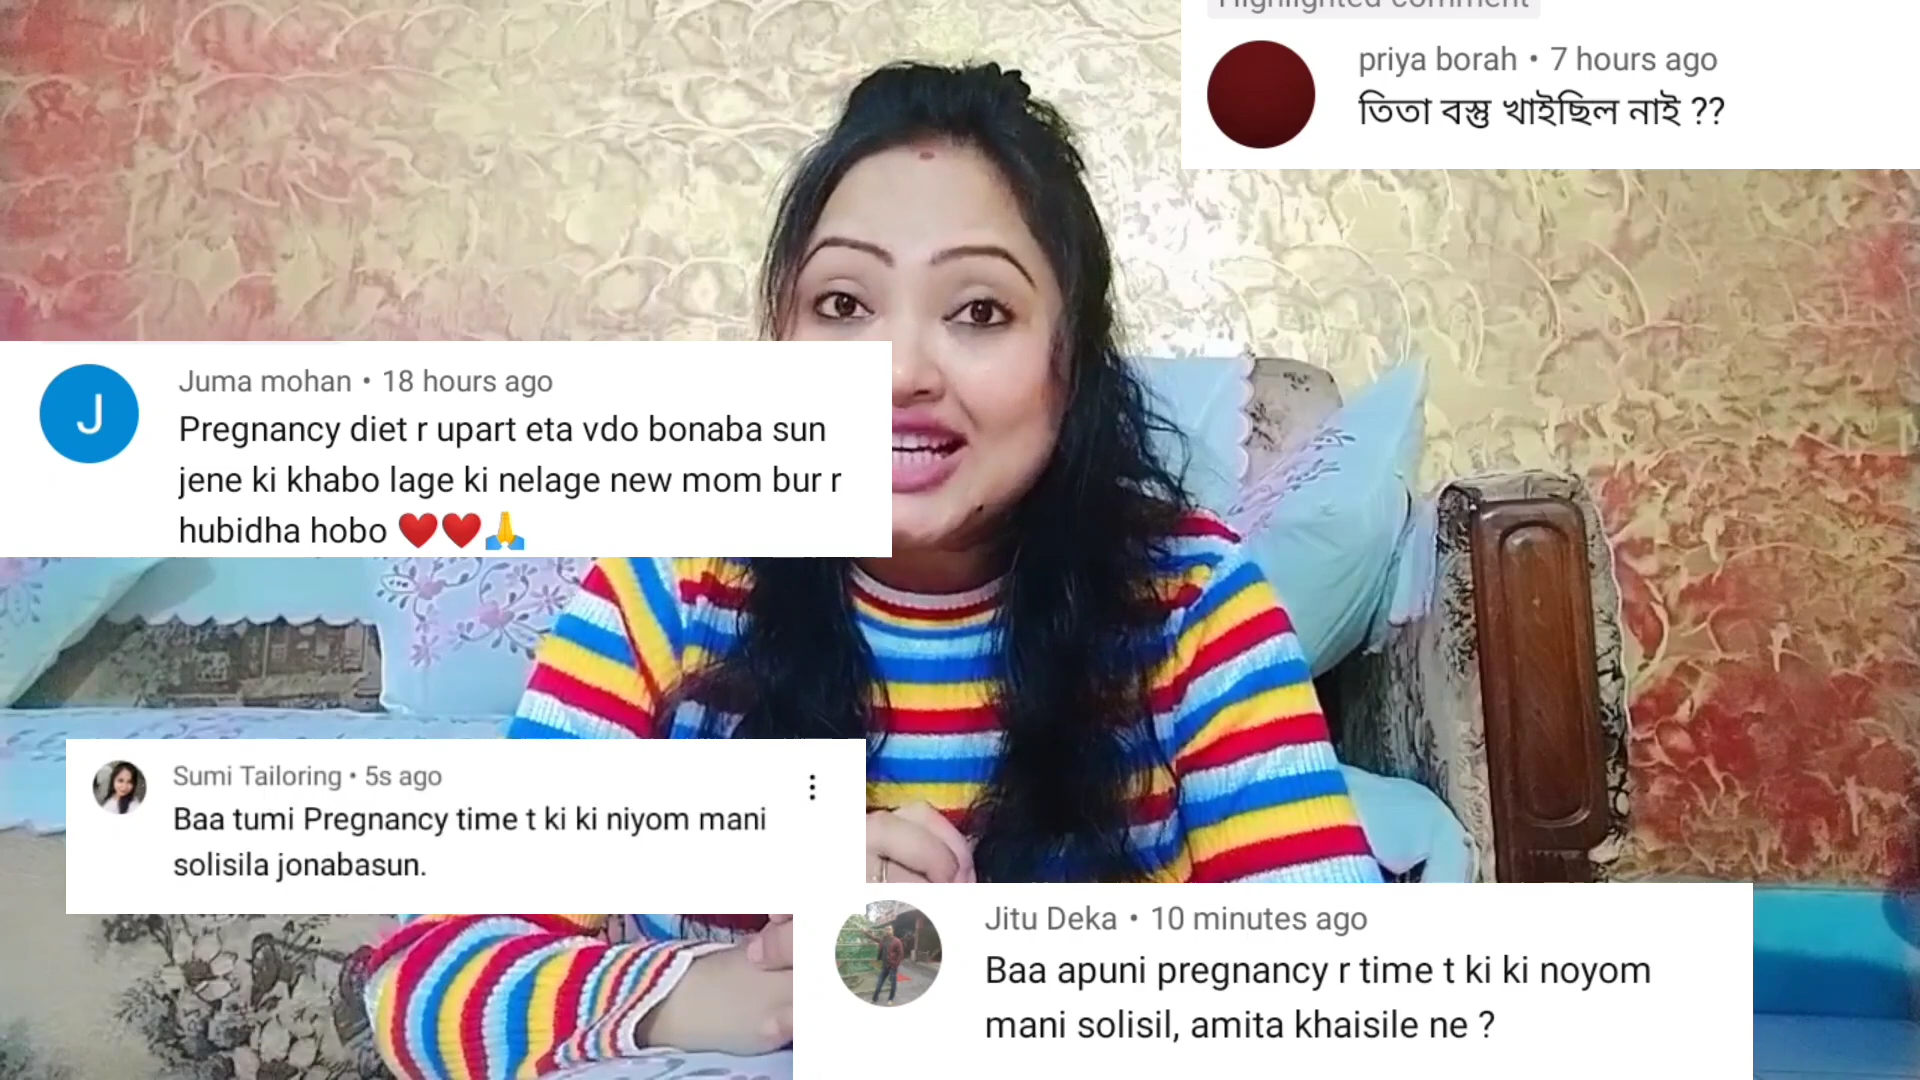 Highlighted comment
priya borah • 7 hours ago
তিতা বস্তু খাইছিল নাই ??
Juma mohan • 18 hours ago
J
Pregnancy diet r upart eta vdo bonaba sun
jene ki khabo lage ki nelage new mom bur r
hubidha hobo ❤️❤️🙏
Sumi Tailoring • 5s ago
Baa tumi Pregnancy time t ki ki niyom mani
solisila jonabasun.
Jitu Deka • 10 minutes ago
Baa apuni pregnancy r time t ki ki noyom
mani solisil, amita khaisile ne ?